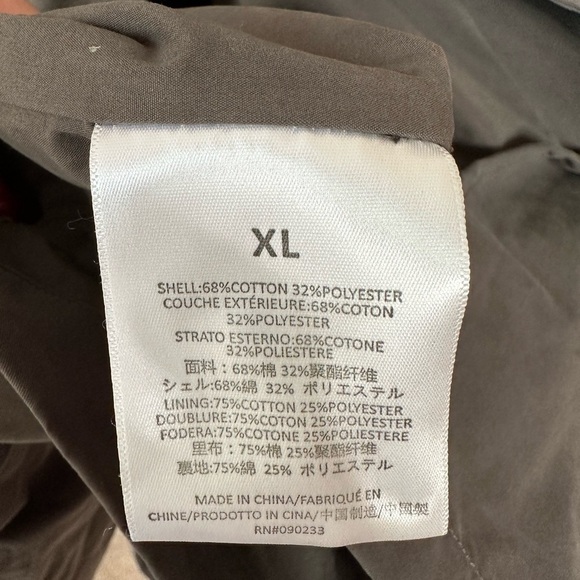 XL
SHELL:68%COTTON 32%POLYESTER
COUCHE EXTÉRIEURE:68%COTON
32%POLYESTER
STRATO ESTERNO:68%COTONE
32%POLIESTERE
面料：68%棉 32%聚酯纤维
シェル:68%綿 32% ポリエステル
LINING:75%COTTON 25%POLYESTER
DOUBLURE:75%COTON 25%POLYESTER
FODERA:75%COTONE 25%POLIESTERE
里布：75%棉 25%聚酯纤维
裏地:75%綿 25% ポリエステル
MADE IN CHINA/FABRIQUÉ EN
CHINE/PRODOTTO IN CINA/中国制造/中国製
RN#090233